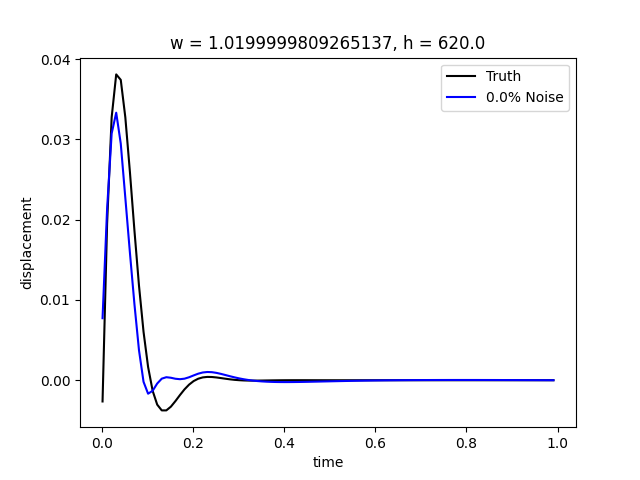 w = 1.0199999809265137, h = 620.0
Truth
0.0% Noise
displacement
0.04
0.03
0.02
0.01
0.00
0.0 0.2 0.4 0.6 0.8 1.0
time